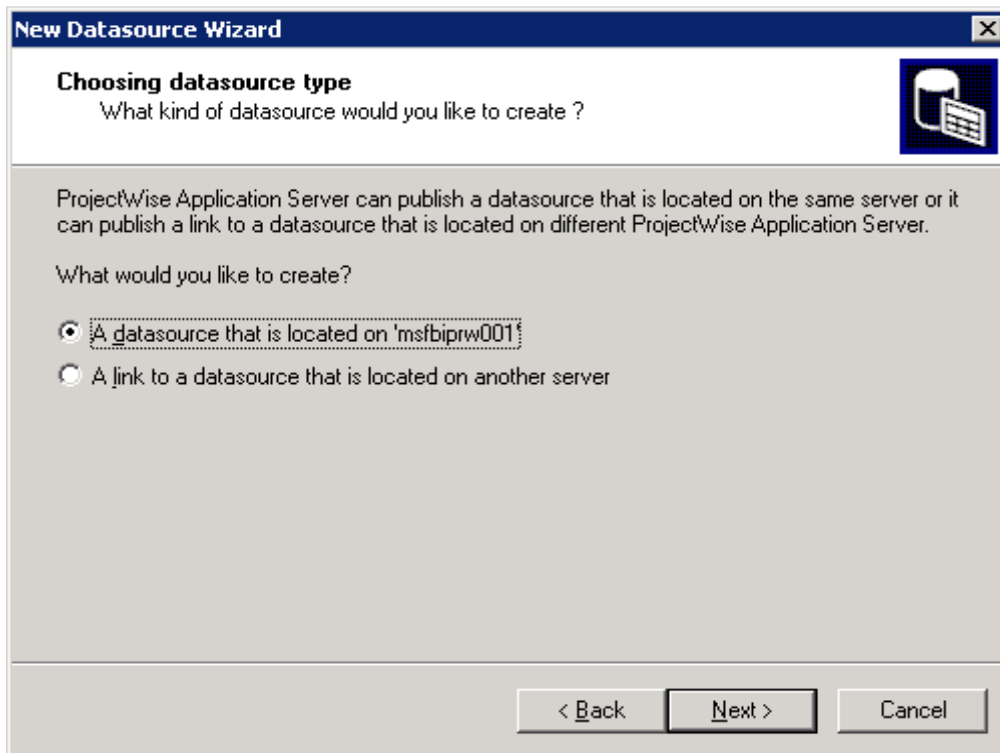 New Datasource Wizard
Choosing datasource type
What kind of datasource would you like to create ?
ProjectWise Application Server can publish a datasource that is located on the same server or it
can publish a link to a datasource that is located on different ProjectWise Application Server.
What would you like to create?
A datasource that is located on 'msfbiprw001'
A link to a datasource that is located on another server
< Back
Next >
Cancel